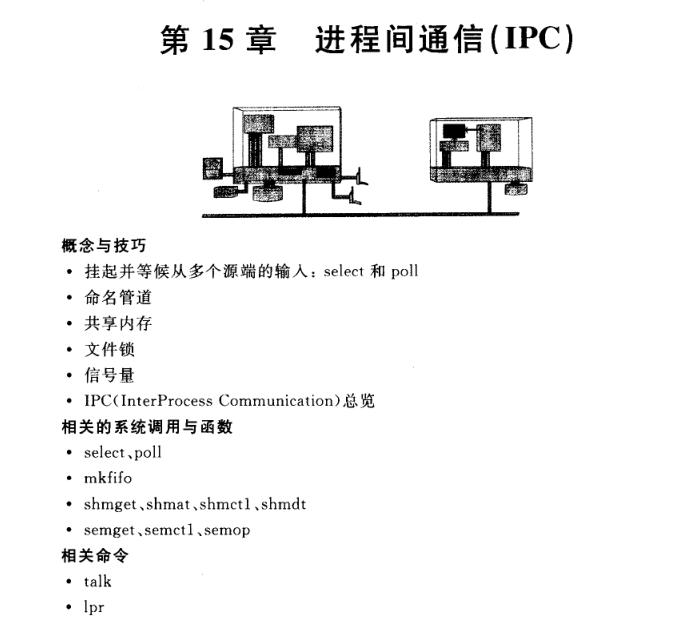 第 15 章 进程间通信(IPC)
概念与技巧
• 挂起并等候从多个源端的输入：select 和 poll
• 命名管道
• 共享内存
• 文件锁
• 信号量
• IPC(InterProcess Communication)总览
相关的系统调用与函数
• select、poll
• mkfifo
• shmget、shmat、shmctl、shmdt
• semget、semctl、semop
相关命令
• talk
• lpr